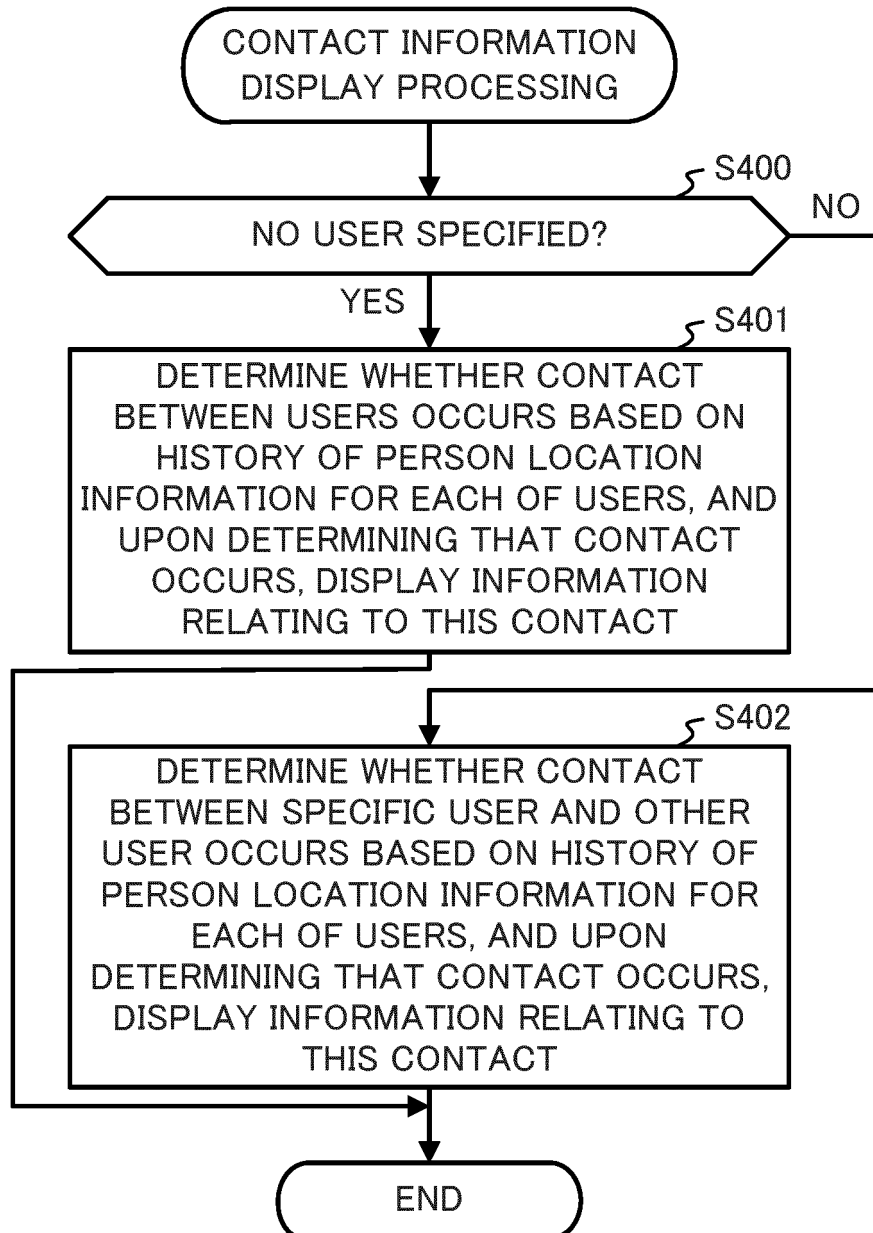 CONTACT INFORMATION
DISPLAY PROCESSING
S400
NO USER SPECIFIED?
NO
YES
S401
DETERMINE WHETHER CONTACT
BETWEEN USERS OCCURS BASED ON
HISTORY OF PERSON LOCATION
INFORMATION FOR EACH OF USERS, AND
UPON DETERMINING THAT CONTACT
OCCURS, DISPLAY INFORMATION
RELATING TO THIS CONTACT
S402
DETERMINE WHETHER CONTACT
BETWEEN SPECIFIC USER AND OTHER
USER OCCURS BASED ON HISTORY OF
PERSON LOCATION INFORMATION FOR
EACH OF USERS, AND UPON
DETERMINING THAT CONTACT OCCURS,
DISPLAY INFORMATION RELATING TO
THIS CONTACT
END